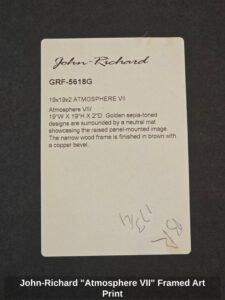 John-Richard
GRF-5618G
19x19x2 ATMOSPHERE VII
Atmosphere VII/
19"W X 19"H X 2"D Golden sepia-toned
designs are surrounded by a neutral mat
showcasing the raised panel-mounted image.
The narrow wood frame is finished in brown with
a copper bevel.
John-Richard "Atmosphere VII" Framed Art
Print